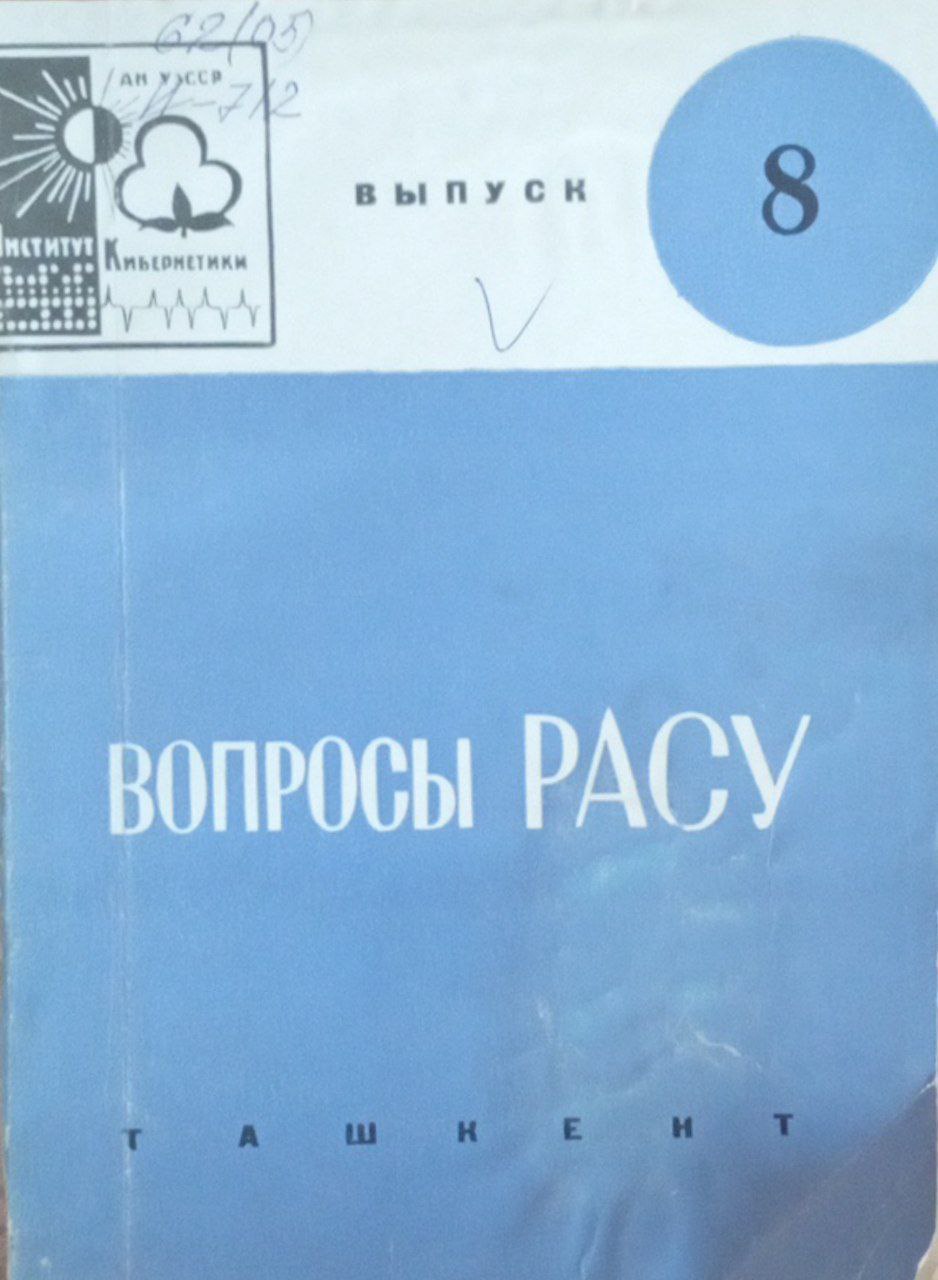 62(05)
АН УзССР
И-712
ВЫПУСК
8
ИНСТИТУТ
КИБЕРНЕТИКИ
ВОПРОСЫ РАСУ
ТАШКЕНТ